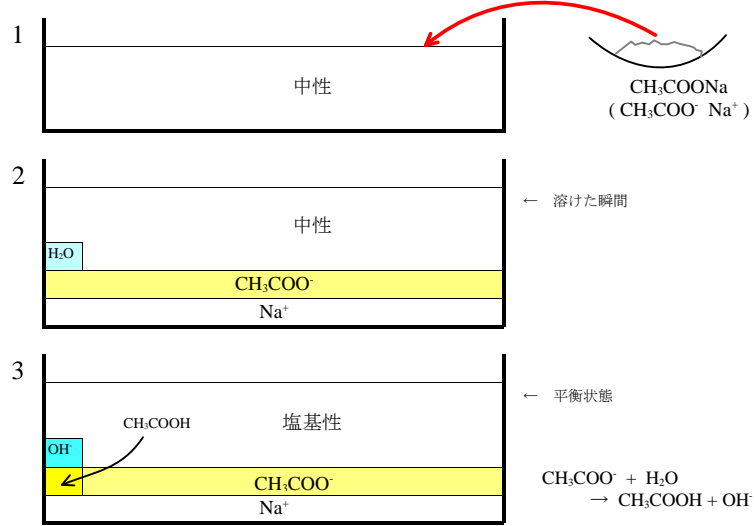 1
中性
CH₃COONa
( CH₃COO⁻ Na⁺ )
2
← 溶けた瞬間
中性
H₂O
CH₃COO⁻
Na⁺
3
← 平衡状態
CH₃COOH
塩基性
OH⁻
CH₃COO⁻
Na⁺
CH₃COO⁻ + H₂O
→ CH₃COOH + OH⁻